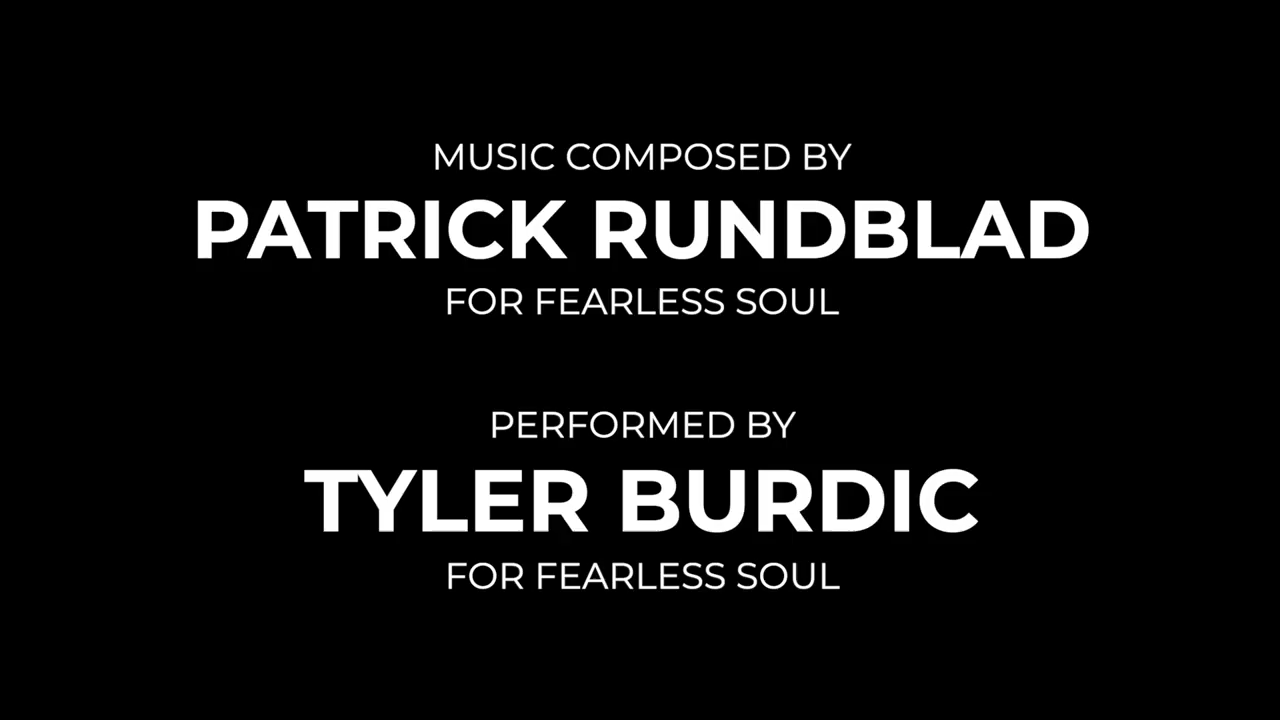 MUSIC COMPOSED BY
PATRICK RUNDBLAD
FOR FEARLESS SOUL
PERFORMED BY
TYLER BURDIC
FOR FEARLESS SOUL